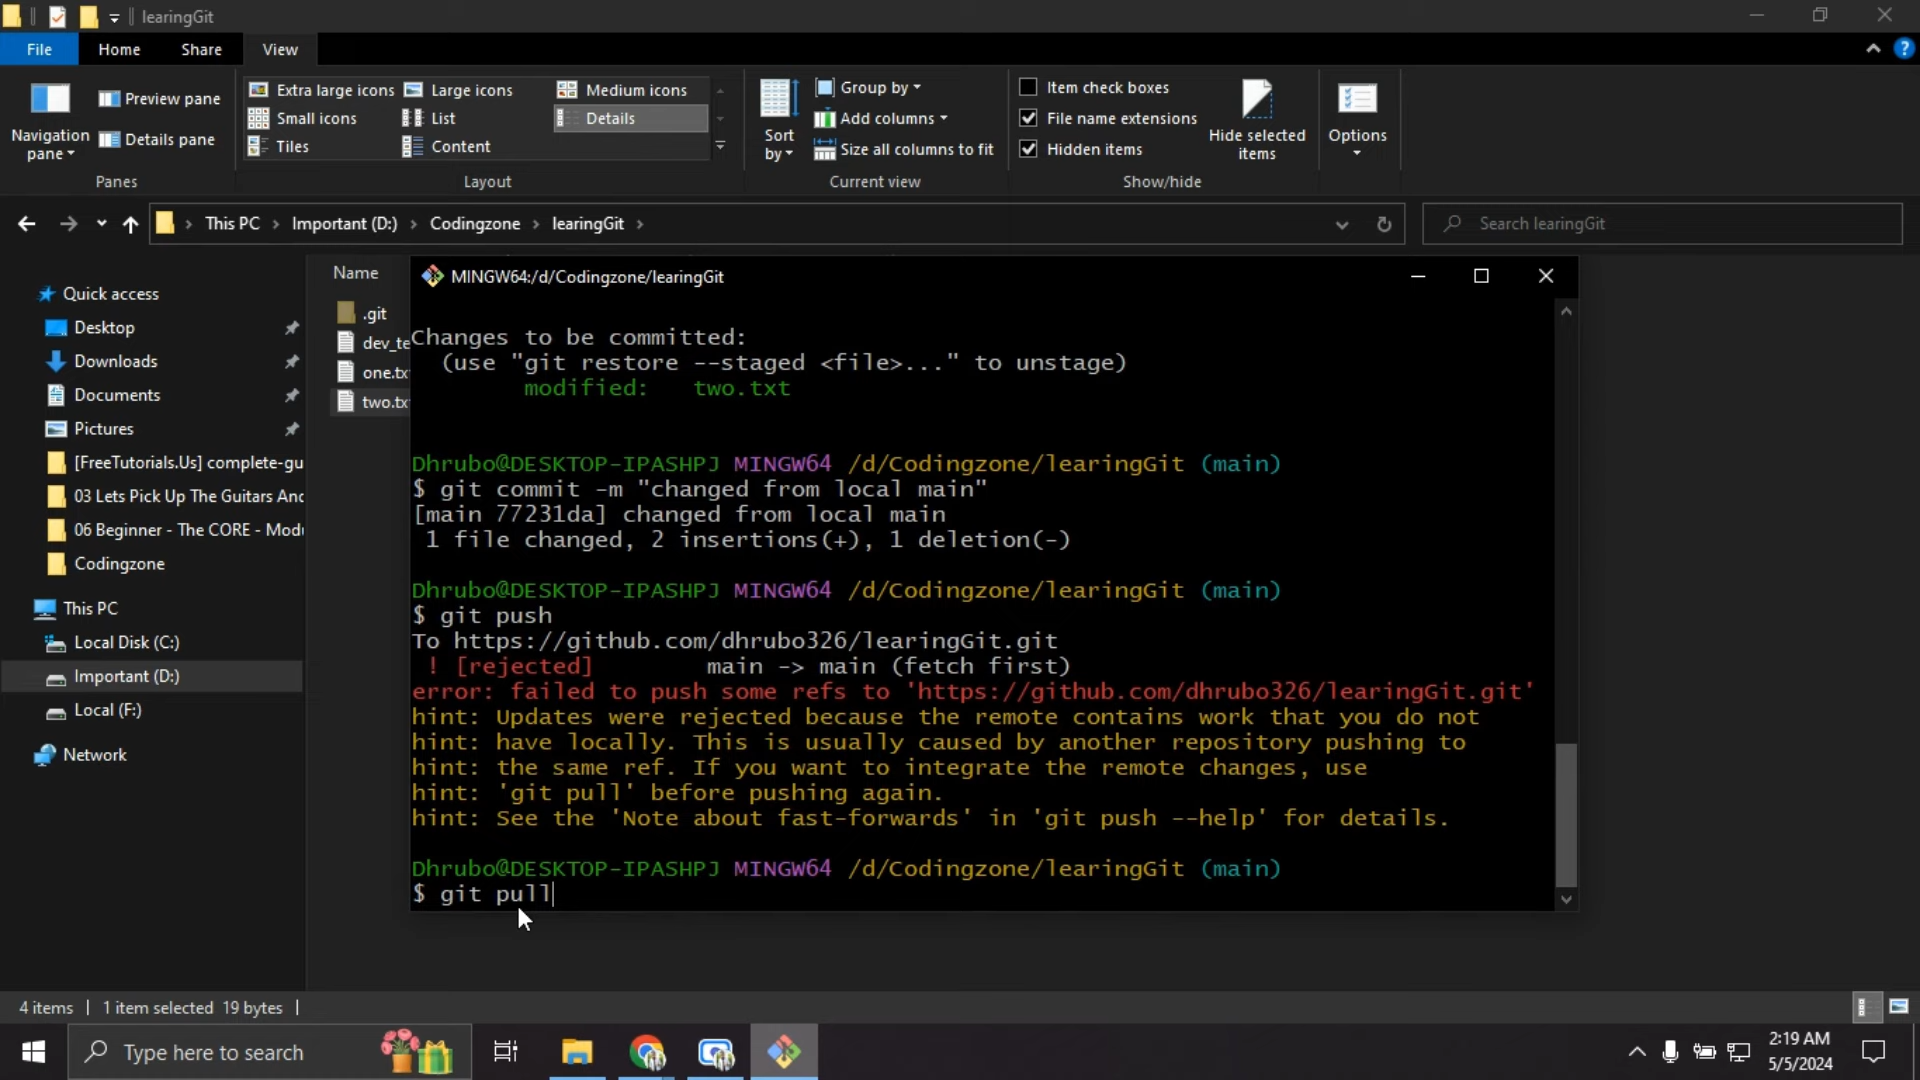 learingGit
File Home Share View
Navigation pane
Preview pane
Details pane
Panes
Extra large icons Large icons Medium icons
Small icons List Details
Tiles Content
Layout
Sort by
Group by
Add columns
Size all columns to fit
Current view
Item check boxes
File name extensions
Hidden items
Hide selected items
Show/hide
Options
This PC Important (D:) Codingzone learingGit
Search learingGit
Quick access
Desktop
Downloads
Documents
Pictures
[FreeTutorials.Us] complete-gu
03 Lets Pick Up The Guitars And
06 Beginner - The CORE - Modu
Codingzone
This PC
Local Disk (C:)
Important (D:)
Local (F:)
Network
Name
.git
dev_te
one.tx
two.tx
MINGW64:/d/Codingzone/learingGit
Changes to be committed:
(use "git restore --staged <file>..." to unstage)
modified: two.txt
Dhrubo@DESKTOP-IPASHPJ MINGW64 /d/Codingzone/learingGit (main)
$ git commit -m "changed from local main"
[main 77231da] changed from local main
1 file changed, 2 insertions(+), 1 deletion(-)
Dhrubo@DESKTOP-IPASHPJ MINGW64 /d/Codingzone/learingGit (main)
$ git push
To https://github.com/dhrubo326/learingGit.git
! [rejected] main -> main (fetch first)
error: failed to push some refs to 'https://github.com/dhrubo326/learingGit.git'
hint: Updates were rejected because the remote contains work that you do not
hint: have locally. This is usually caused by another repository pushing to
hint: the same ref. If you want to integrate the remote changes, use
hint: 'git pull' before pushing again.
hint: See the 'Note about fast-forwards' in 'git push --help' for details.
Dhrubo@DESKTOP-IPASHPJ MINGW64 /d/Codingzone/learingGit (main)
$ git pull
4 items 1 item selected 19 bytes
Type here to search
2:19 AM
5/5/2024